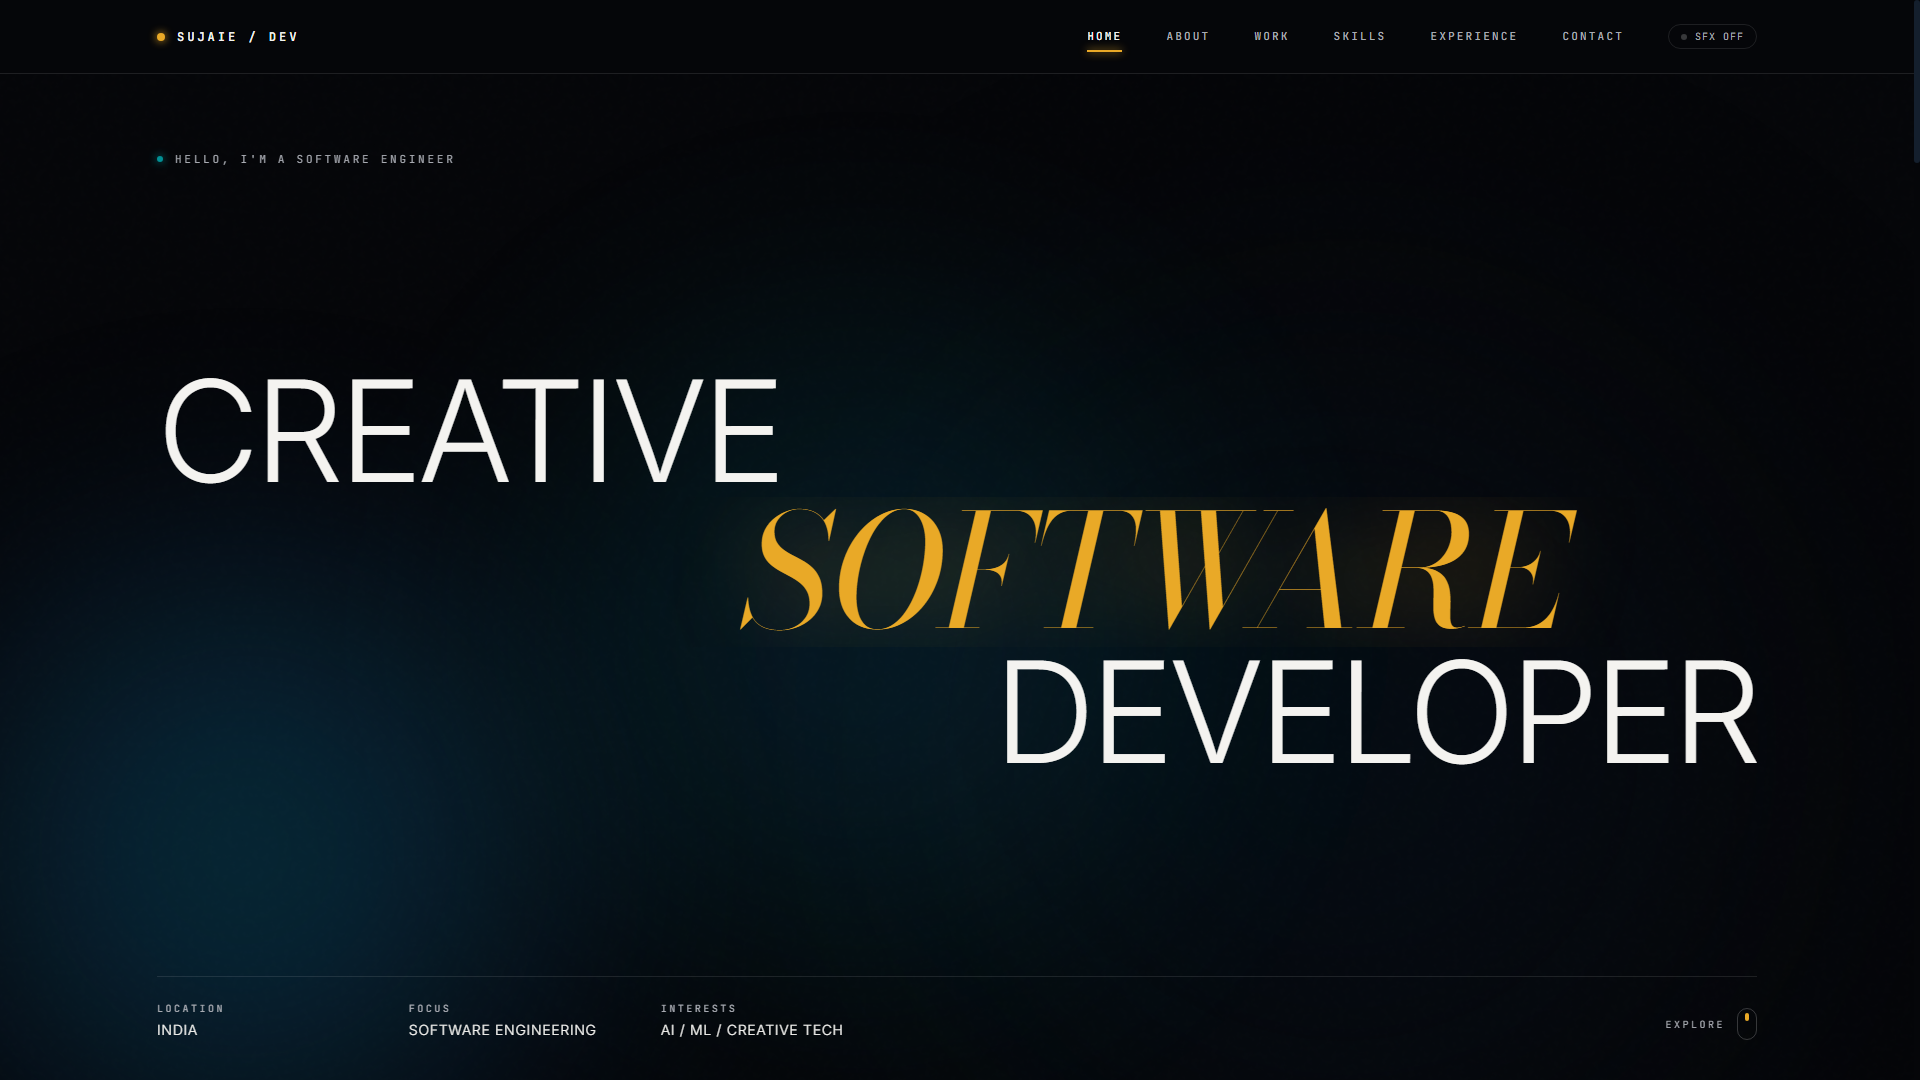 SUJAIE / DEV
HOME ABOUT WORK SKILLS EXPERIENCE CONTACT SFX OFF
HELLO, I'M A SOFTWARE ENGINEER
CREATIVE
SOFTWARE
DEVELOPER
LOCATION FOCUS INTERESTS
INDIA SOFTWARE ENGINEERING AI / ML / CREATIVE TECH
EXPLORE